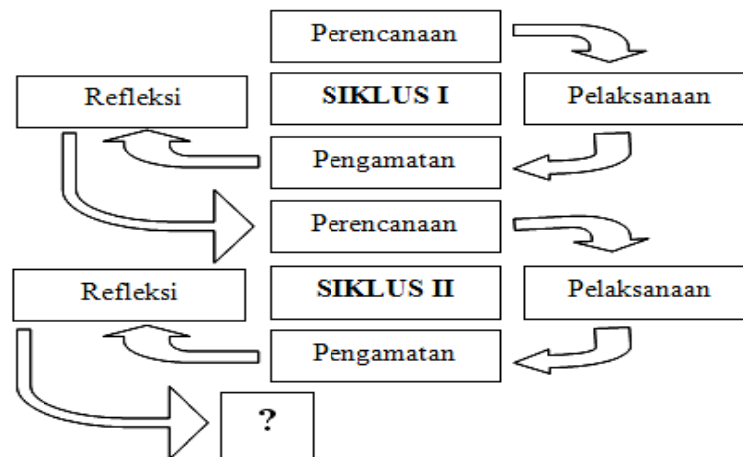 Perencanaan
Refleksi
SIKLUS I
Pelaksanaan
Pengamatan
Perencanaan
Refleksi
SIKLUS II
Pelaksanaan
Pengamatan
?